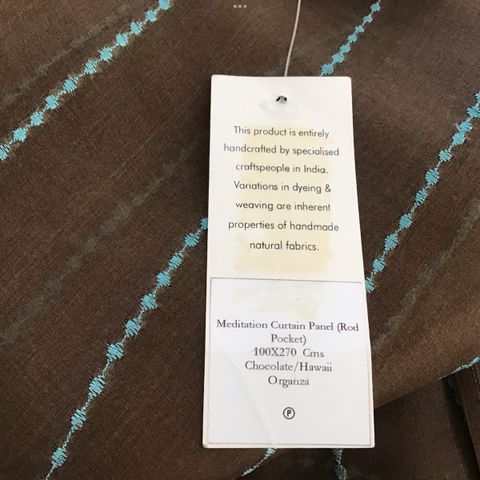 This product is entirely
handcrafted by specialised
craftspeople in India.
Variations in dyeing &
weaving are inherent
properties of handmade
natural fabrics.
Meditation Curtain Panel (Rod
Pocket)
100X270 Cms
Chocolate/Hawaii
Organza
P